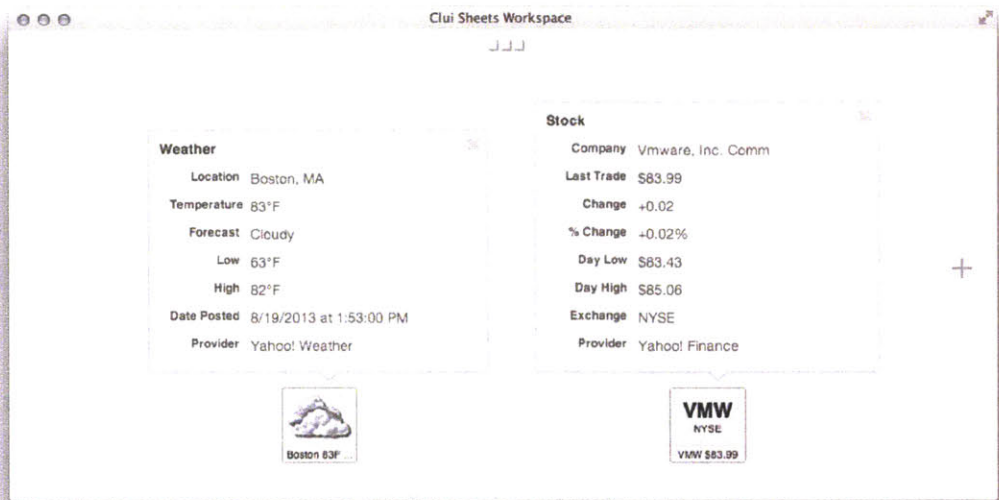 Clui Sheets Workspace
Weather
Location Boston, MA
Temperature 83°F
Forecast Cloudy
Low 63°F
High 82°F
Date Posted 8/19/2013 at 1:53:00 PM
Provider Yahoo! Weather
Boston 83F ...
Stock
Company Vmware, Inc. Comm
Last Trade $83.99
Change +0.02
% Change +0.02%
Day Low $83.43
Day High $85.06
Exchange NYSE
Provider Yahoo! Finance
VMW
NYSE
VMW $83.99